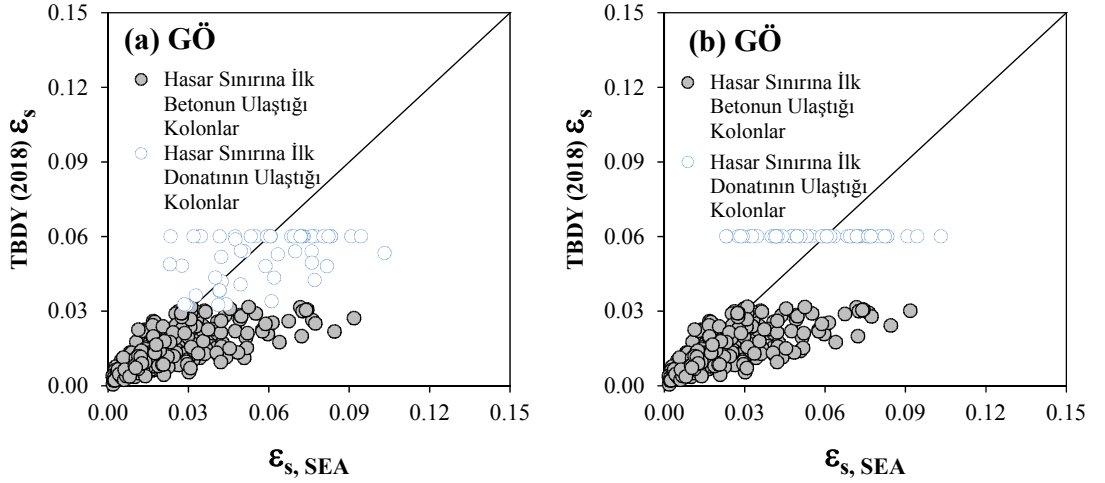 (a) GÖ
Hasar Sınırına İlk
Betonun Ulaştığı
Kolonlar
Hasar Sınırına İlk
Donatının Ulaştığı
Kolonlar
TBDY (2018) εs
0.15
0.12
0.09
0.06
0.03
0.00
0.00 0.03 0.06 0.09 0.12 0.15
εs, SEA
(b) GÖ
Hasar Sınırına İlk
Betonun Ulaştığı
Kolonlar
Hasar Sınırına İlk
Donatının Ulaştığı
Kolonlar
TBDY (2018) εs
0.15
0.12
0.09
0.06
0.03
0.00
0.00 0.03 0.06 0.09 0.12 0.15
εs, SEA